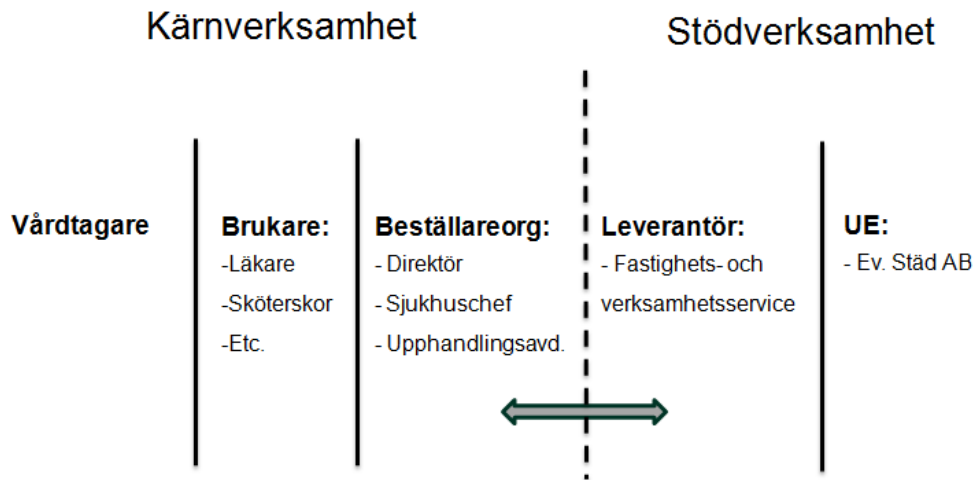 Kärnverksamhet
Stödverksamhet
Vårdtagare
Brukare:
-Läkare
-Sköterskor
-Etc.
Beställareorg:
- Direktör
- Sjukhuschef
- Upphandlingsavd.
Leverantör:
- Fastighets- och
verksamhetsservice
UE:
- Ev. Städ AB